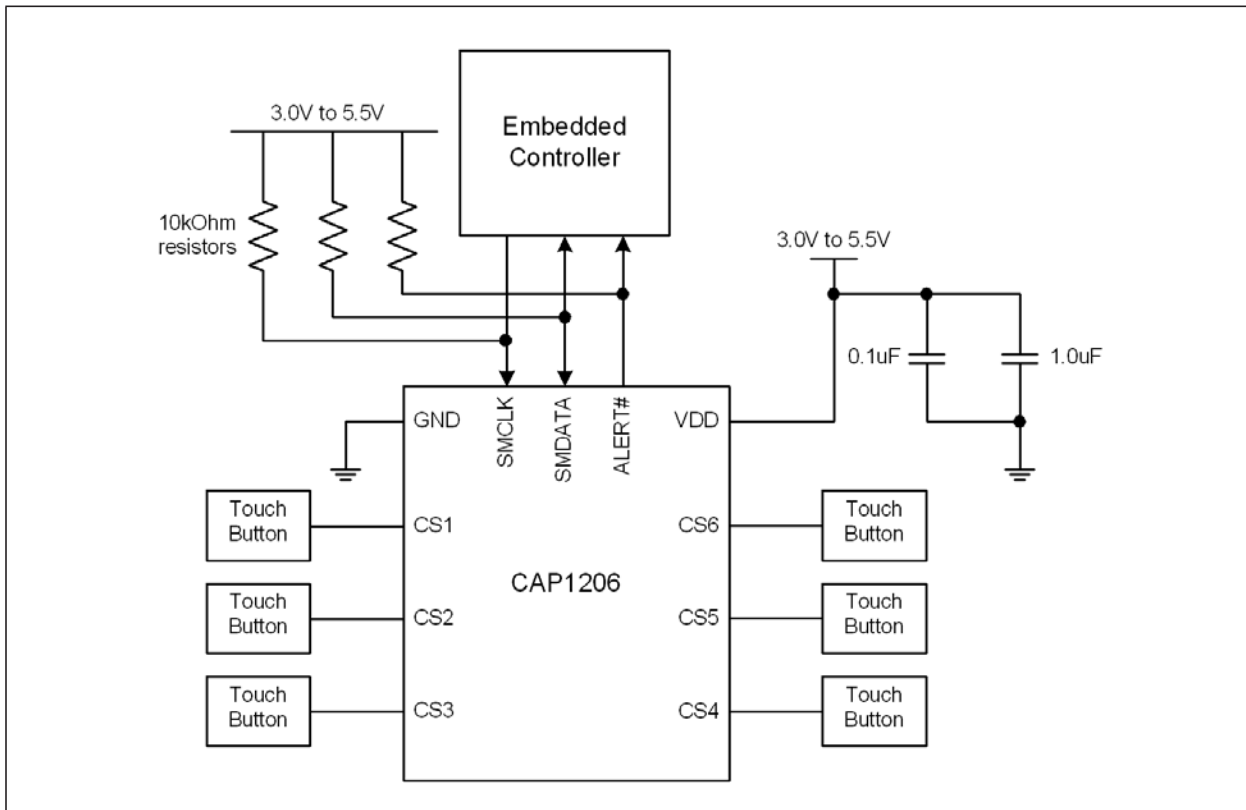 3.0V to 5.5V
Embedded
Controller
10kOhm
resistors
3.0V to 5.5V
0.1uF
1.0uF
GND
SMCLK
SMDATA
ALERT#
VDD
Touch
Button
CS1
CS6
Touch
Button
CAP1206
Touch
Button
CS2
CS5
Touch
Button
Touch
Button
CS3
CS4
Touch
Button